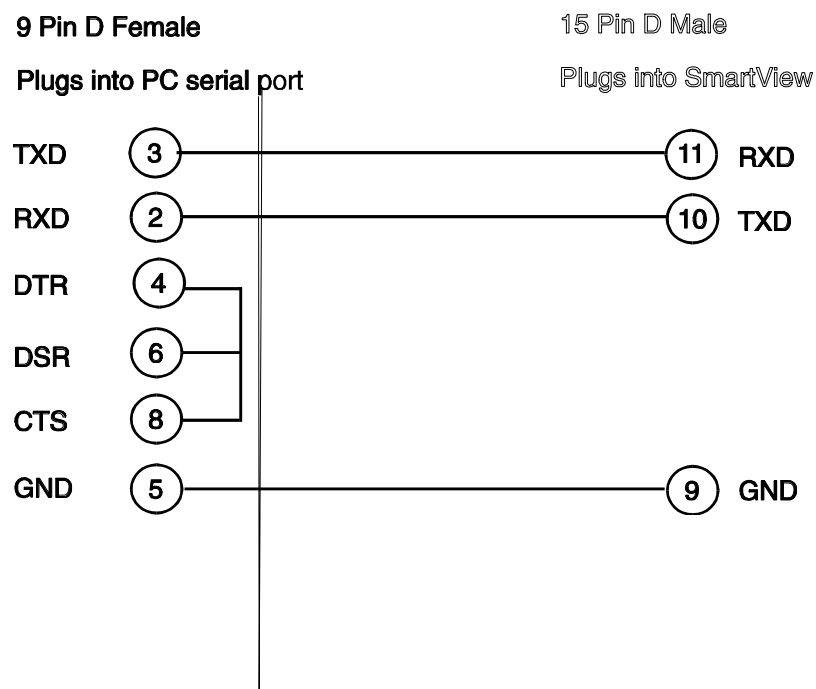 9 Pin D Female 15 Pin D Male
Plugs into PC serial port Plugs into SmartView
TXD 3 11 RXD
RXD 2 10 TXD
DTR 4
DSR 6
CTS 8
GND 5 9 GND